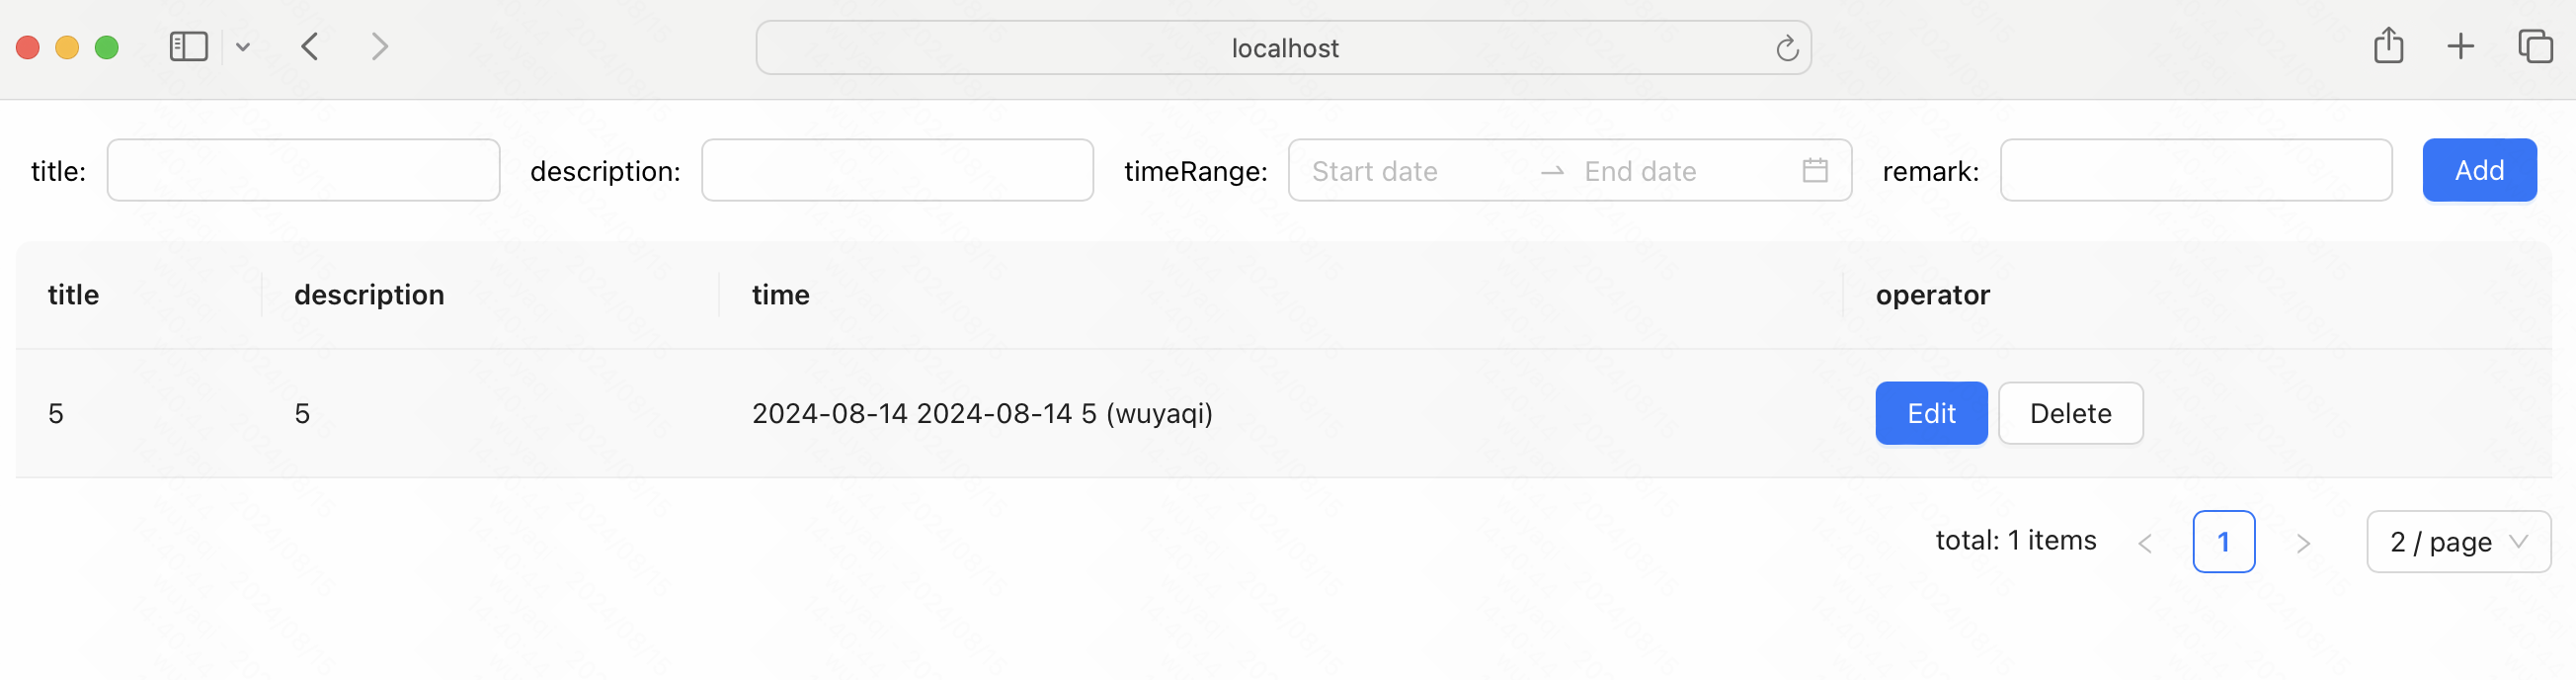 localhost
title: description: timeRange: Start date → End date remark: Add
title description time operator
5 5 2024-08-14 2024-08-14 5 (wuyaqi) Edit Delete
total: 1 items < 1 > 2 / page